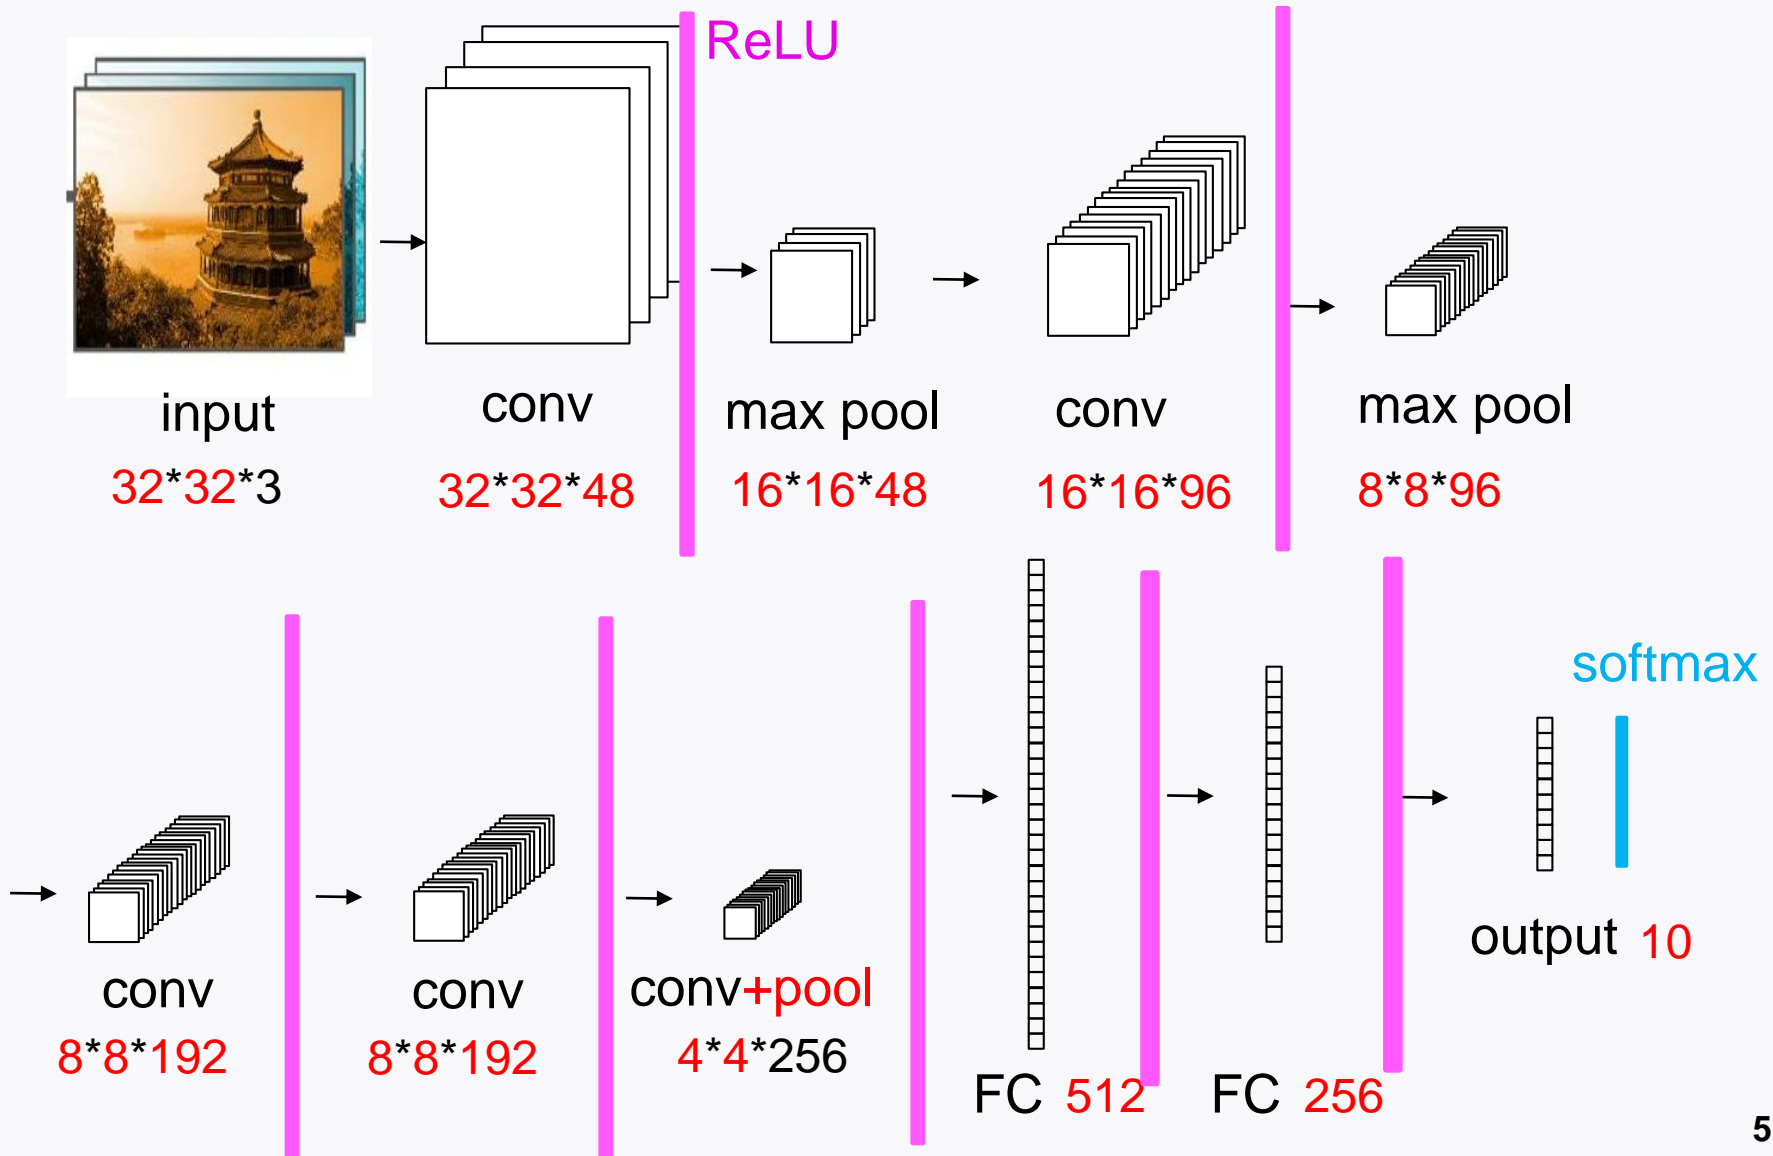 ReLU
input
conv
max pool
conv
max pool
32*32*3
32*32*48
16*16*48
16*16*96
8*8*96
softmax
conv
conv
conv+pool
output 10
8*8*192
8*8*192
4*4*256
FC 512
FC 256
5